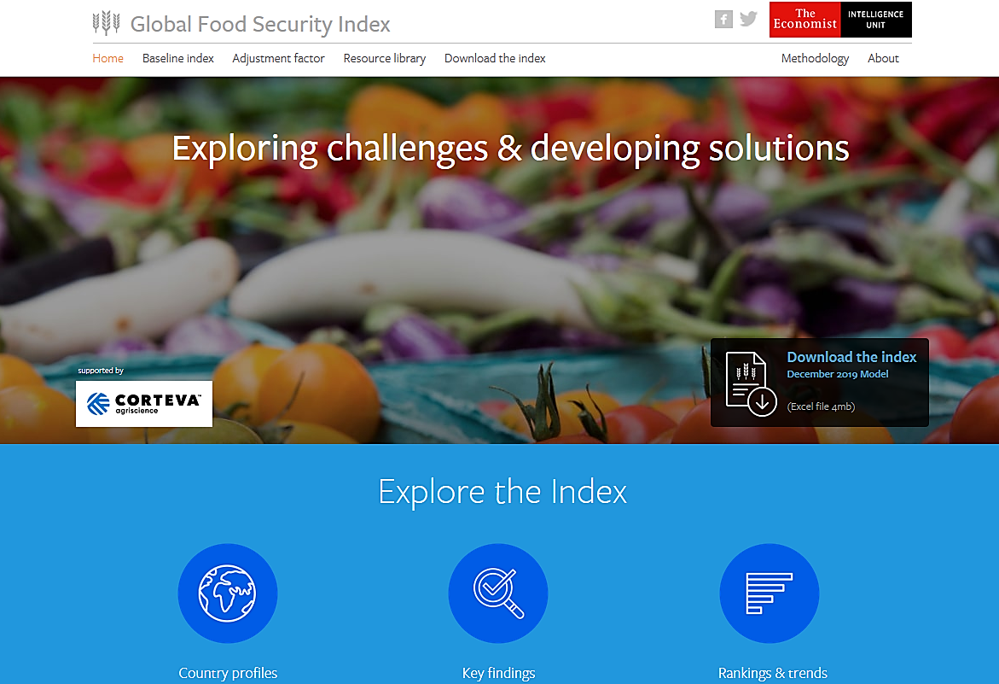 Global Food Security Index
f
The Economist
INTELLIGENCE UNIT
Home
Baseline index
Adjustment factor
Resource library
Download the index
Methodology
About
Exploring challenges & developing solutions
supported by
CORTEVA™
agriscience
Download the index
December 2019 Model
(Excel file 4mb)
Explore the Index
Country profiles
Key findings
Rankings & trends